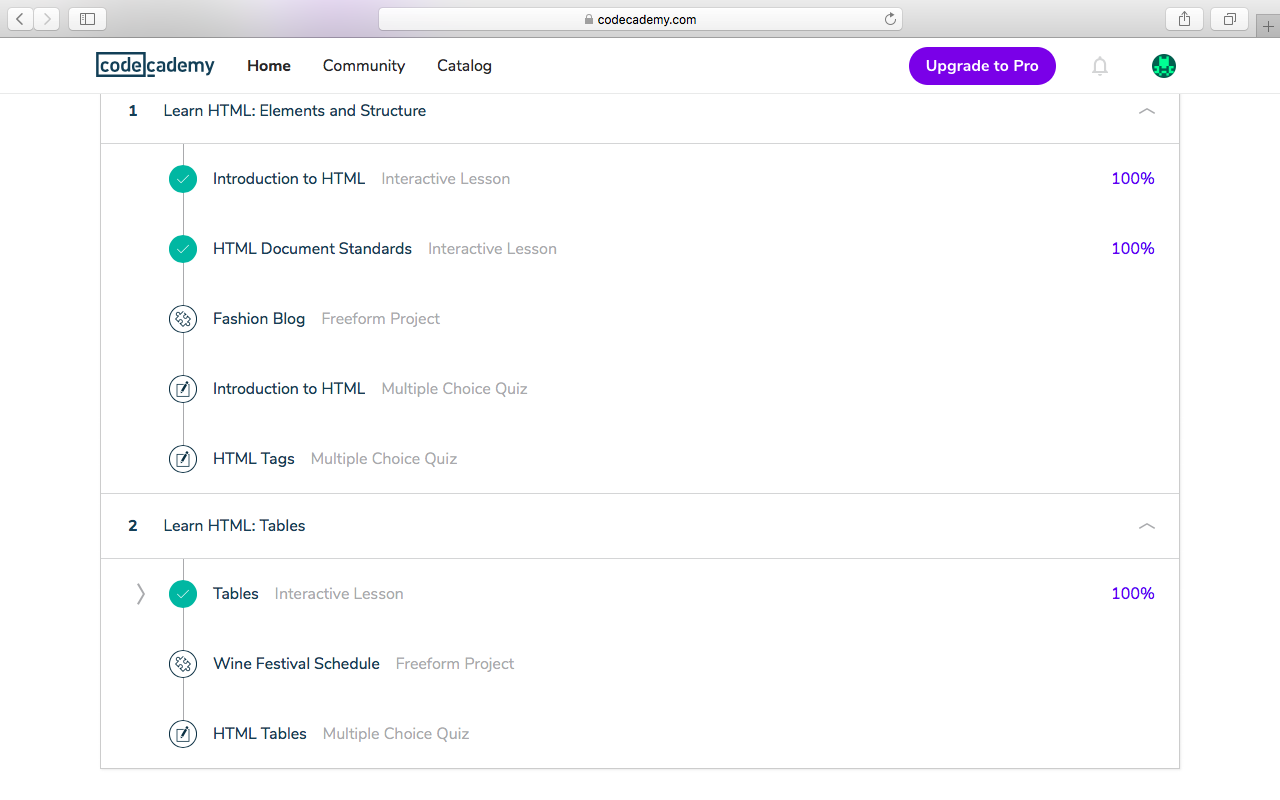 codecademy.com
codecademy Home Community Catalog Upgrade to Pro
1 Learn HTML: Elements and Structure
Introduction to HTML Interactive Lesson 100%
HTML Document Standards Interactive Lesson 100%
Fashion Blog Freeform Project
Introduction to HTML Multiple Choice Quiz
HTML Tags Multiple Choice Quiz
2 Learn HTML: Tables
Tables Interactive Lesson 100%
Wine Festival Schedule Freeform Project
HTML Tables Multiple Choice Quiz